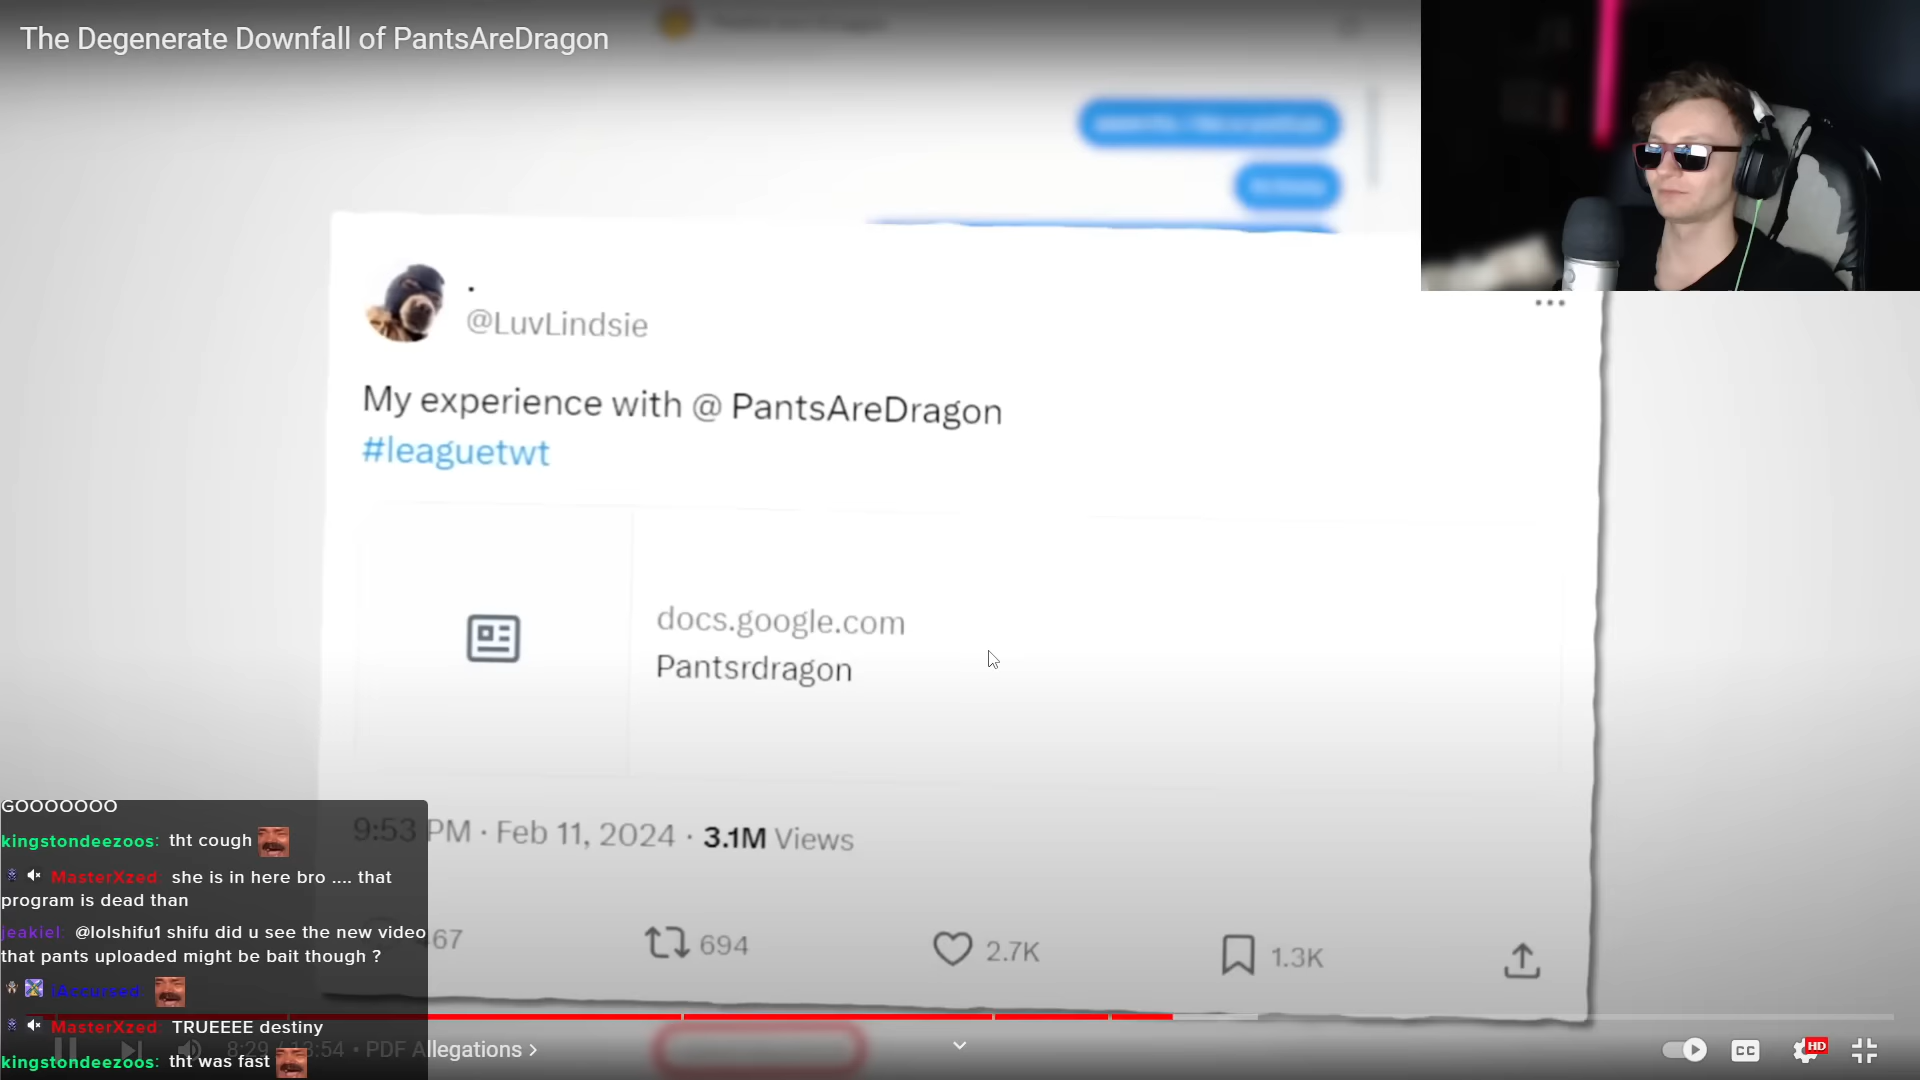 The Degenerate Downfall of PantsAreDragon
.
@LuvLindsie
My experience with @ PantsAreDragon
#leaguetwt
docs.google.com
Pantsrdragon
9:53 PM · Feb 11, 2024 · 3.1M Views
67
694
2.7K
1.3K
GOOOOOOO
kingstondeezoos: tht cough
MasterXzed: she is in here bro .... that
program is dead than
jeakiel: @lolshifu1 shifu did u see the new video
that pants uploaded might be bait though ?
iAccursed:
MasterXzed: TRUEEEE destiny
kingstondeezoos: tht was fast
8:29 / 13:54 • PDF Allegations >
CC
HD